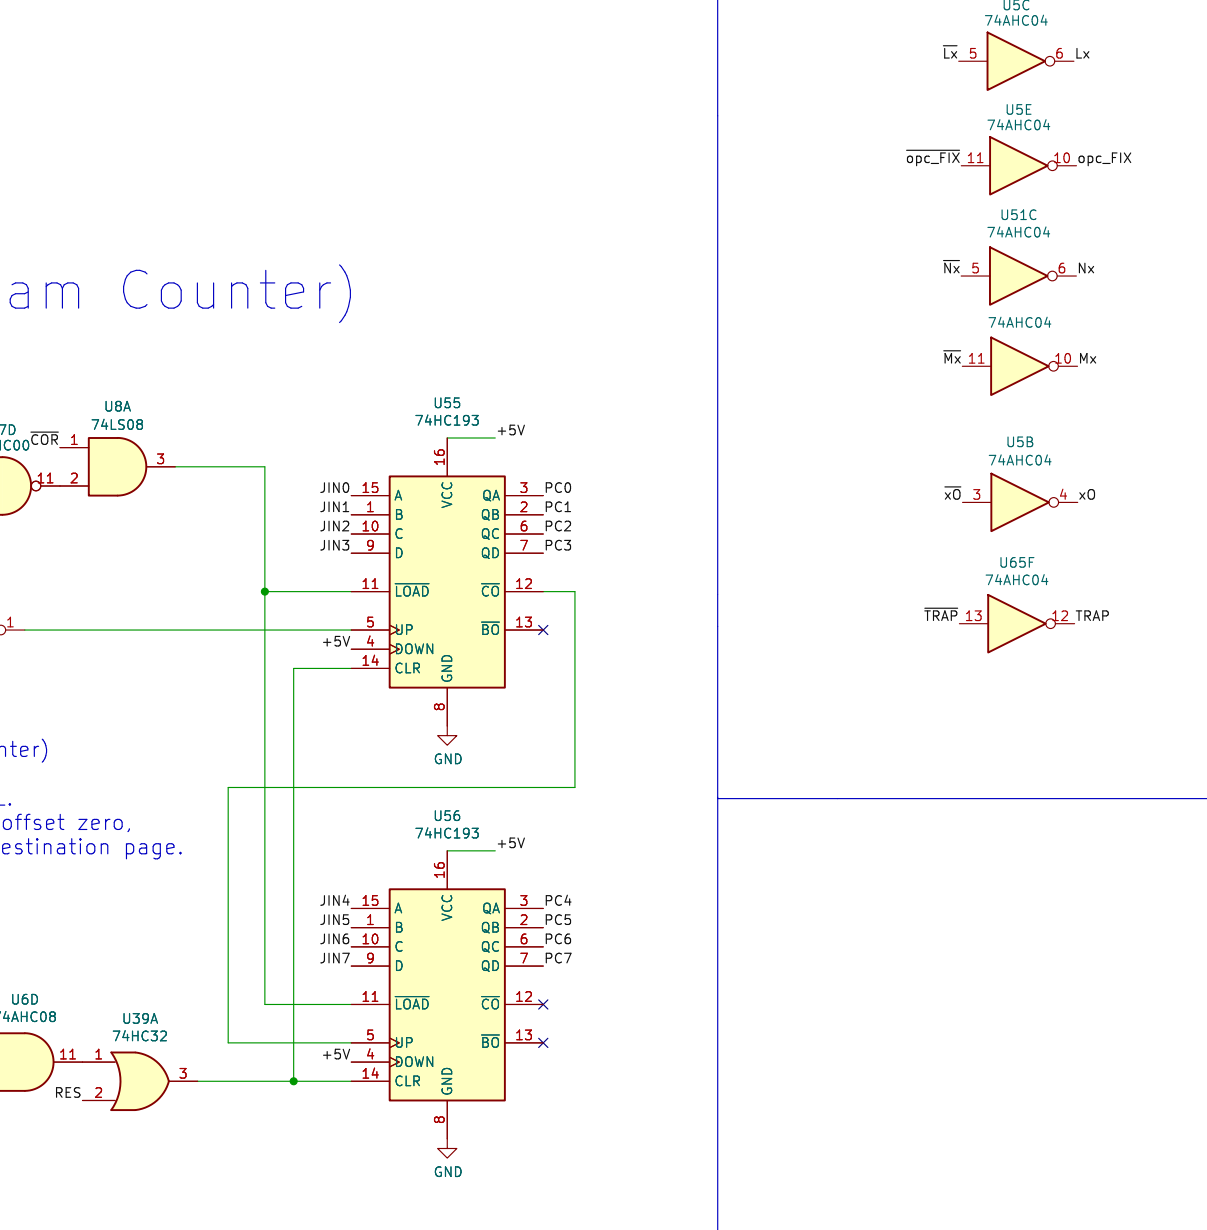 am Counter)
7D
HC00
11
COR
1
2
U8A
74LS08
3
1
U55
74HC193
+5V
16
VCC
JIN0 15 A QA 3 PC0
JIN1 1 B QB 2 PC1
JIN2 10 C QC 6 PC2
JIN3 9 D QD 7 PC3
11 LOAD CO 12
5 UP BO 13
+5V 4 DOWN
14 CLR
GND
8
GND
nter)
L.
offset zero,
estination page.
U56
74HC193
+5V
16
VCC
JIN4 15 A QA 3 PC4
JIN5 1 B QB 2 PC5
JIN6 10 C QC 6 PC6
JIN7 9 D QD 7 PC7
11 LOAD CO 12
5 UP BO 13
+5V 4 DOWN
14 CLR
GND
8
GND
U6D
74AHC08
11
U39A
74HC32
1
RES 2
3
U5C
74AHC04
Lx 5 6 Lx
U5E
74AHC04
opc_FIX 11 10 opc_FIX
U51C
74AHC04
Nx 5 6 Nx
74AHC04
Mx 11 10 Mx
U5B
74AHC04
xO 3 4 xO
U65F
74AHC04
TRAP 13 12 TRAP